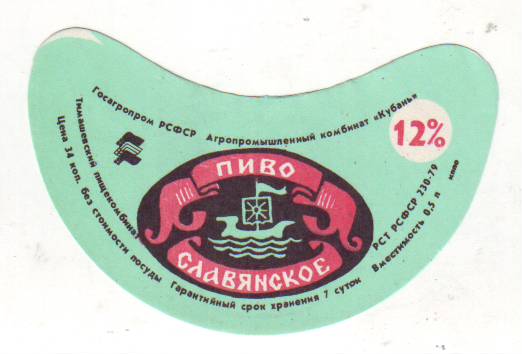 Госагропром РСФСР Агропромышленный комбинат «Кубань»
12%
ПИВО
СЛАВЯНСКОЕ
Тимашевский пищекомбинат
Цена 34 коп. без стоимости посуды Гарантийный срок хранения 7 суток
РСТ РСФСР 230-79
Вместимость 0,5 л